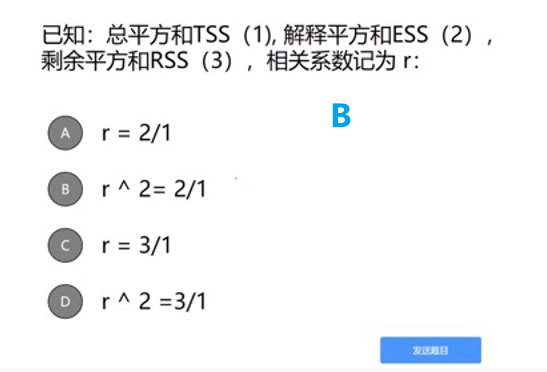 已知：总平方和TSS（1），解释平方和ESS（2），
剩余平方和RSS（3），相关系数记为 r：
B
A r = 2/1
B r ^ 2= 2/1
C r = 3/1
D r ^ 2 =3/1
发送题目